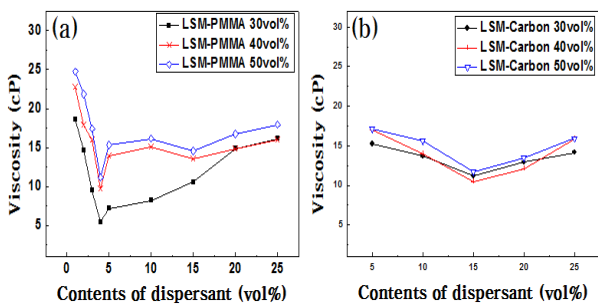 (a)
LSM-PMMA 30vol%
LSM-PMMA 40vol%
LSM-PMMA 50vol%
Viscosity (cP)
30
25
20
15
10
5
0 1 5 10 15 20 25
Contents of dispersant (vol%)
(b)
LSM-Carbon 30vol%
LSM-Carbon 40vol%
LSM-Carbon 50vol%
Viscosity (cP)
30
25
20
15
10
5
5 10 15 20 25
Contents of dispersant (vol%)